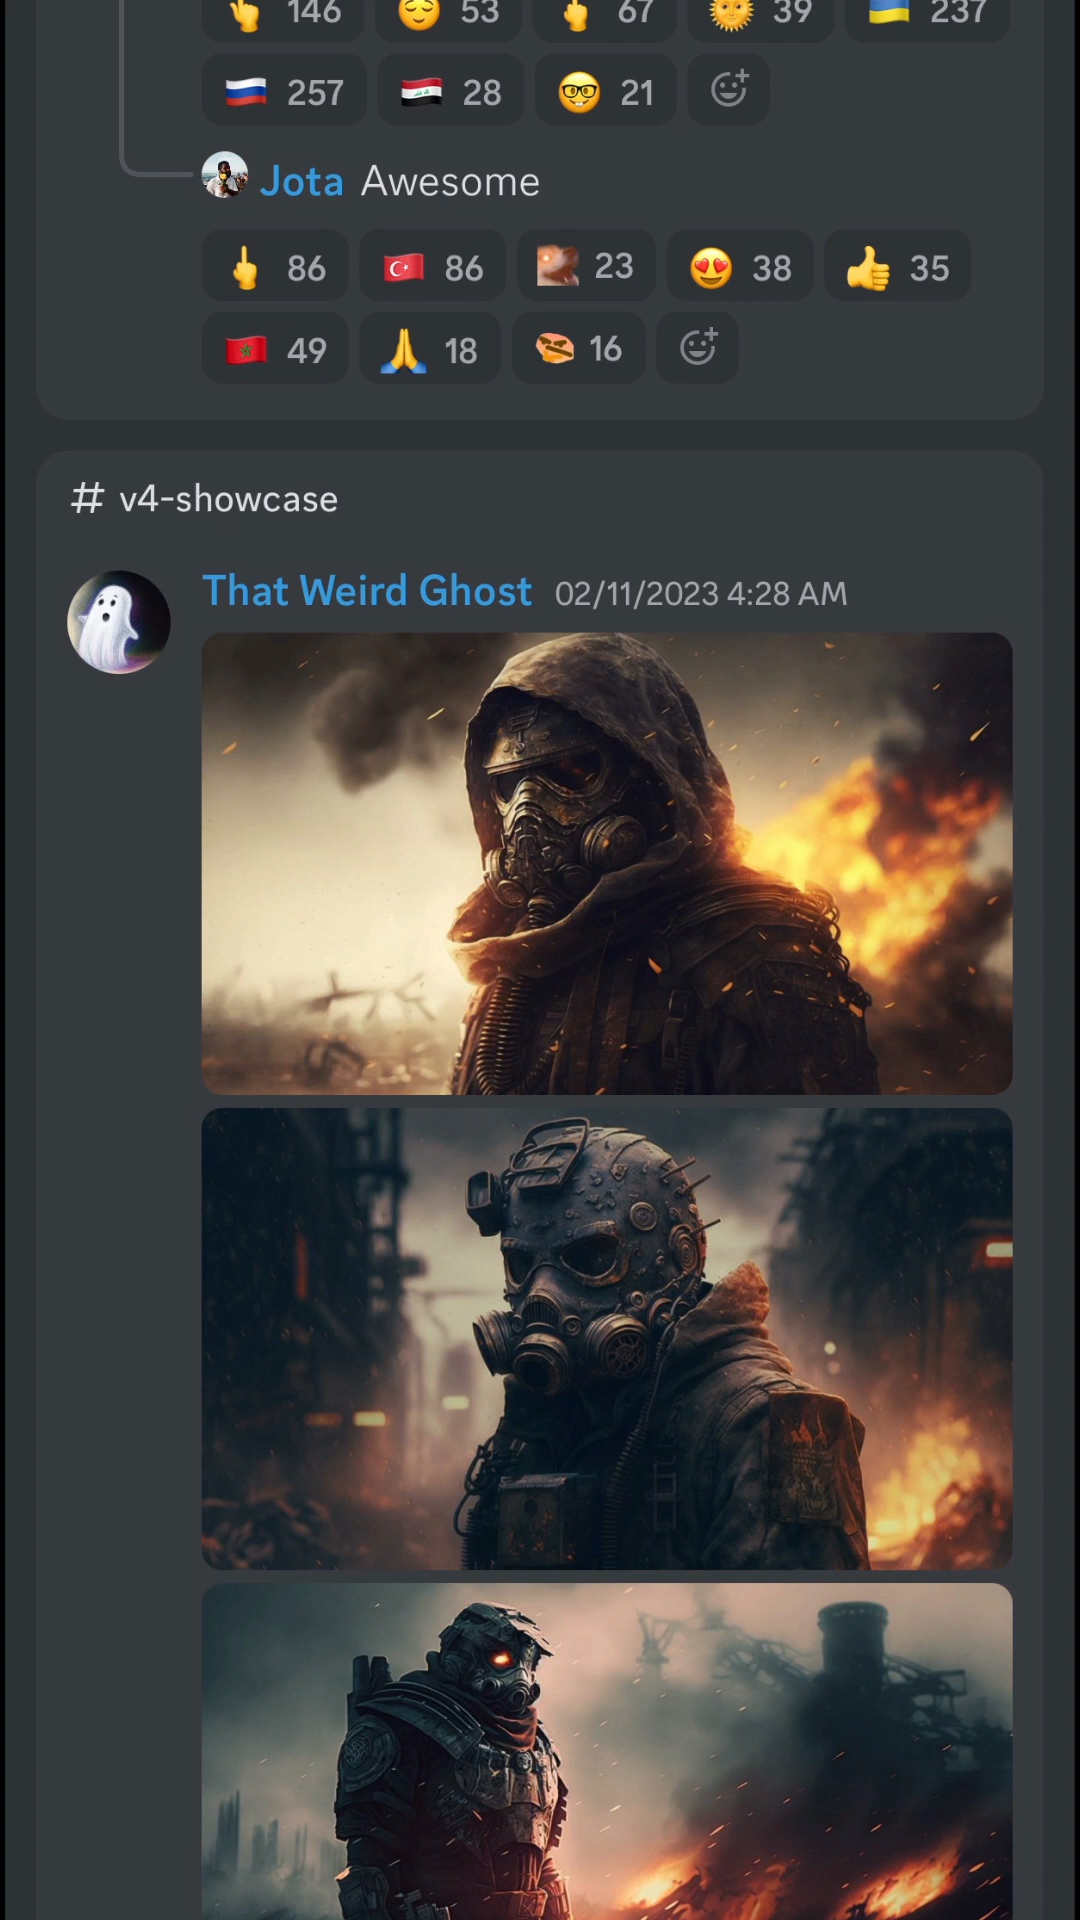 146 53 67 39 237
257 28 21
Jota Awesome
86 86 23 38 35
49 18 16
# v4-showcase
That Weird Ghost 02/11/2023 4:28 AM